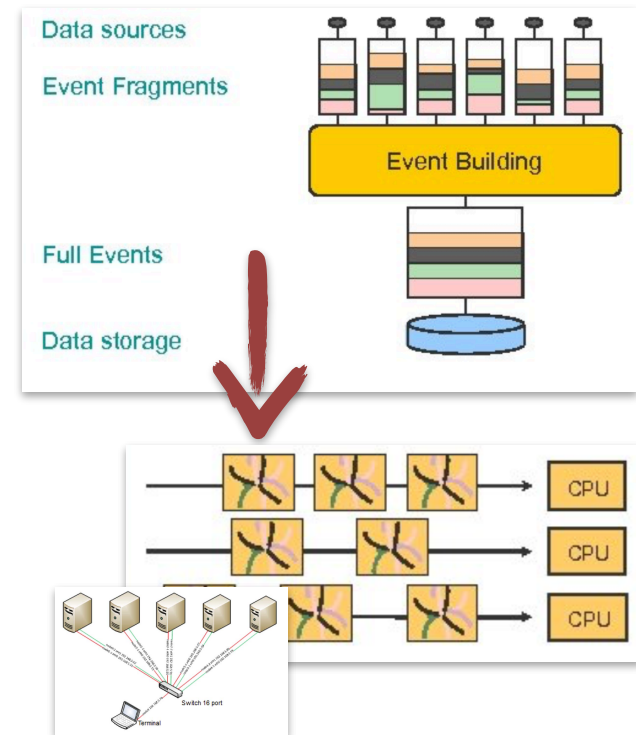 Data sources
Event Fragments
Event Building
Full Events
Data storage
CPU
CPU
CPU
Switch 16 port
Terminal